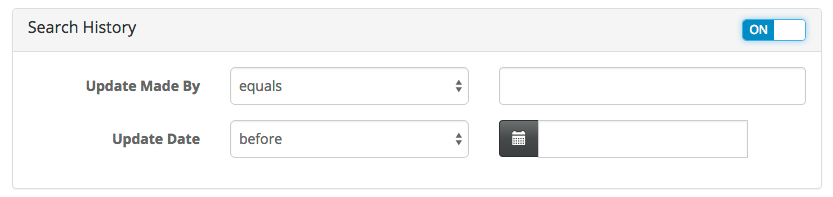 Search History
ON
Update Made By equals
Update Date before